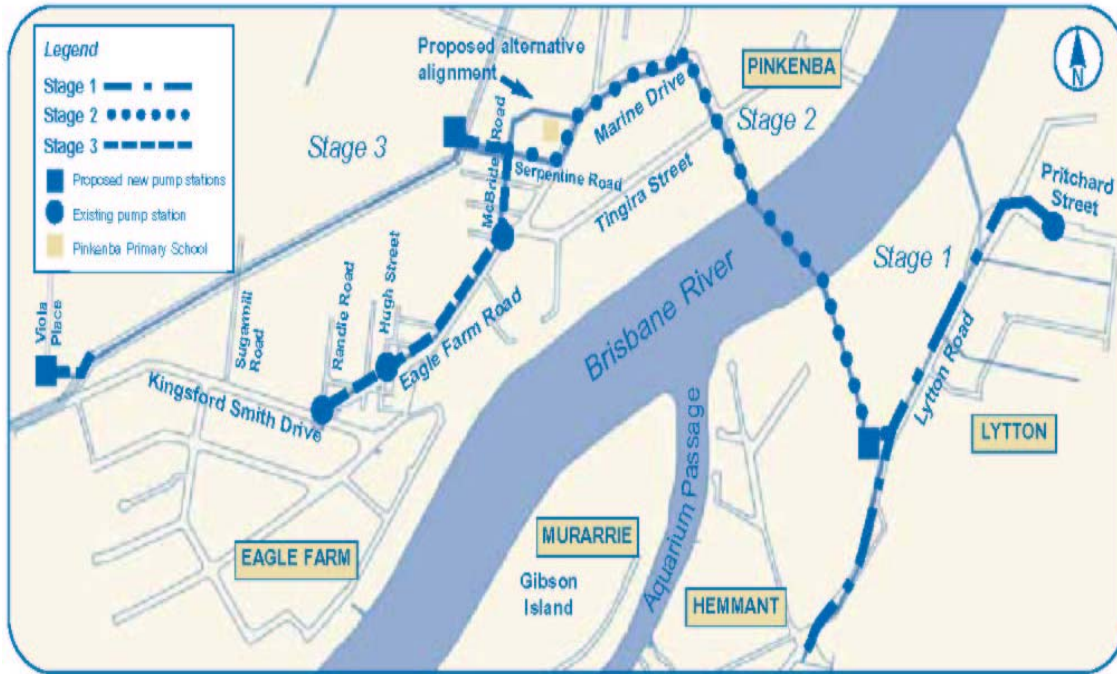 Legend
Stage 1
Stage 2
Stage 3
Proposed new pump stations
Existing pump station
Pinkenba Primary School
Proposed alternative
alignment
PINKENBA
N
Marine Drive
Stage 2
Stage 3
McBride Road
Serpentine Road
Tingira Street
Pritchard
Street
Stage 1
Brisbane River
Viola
Place
Sugarmill
Road
Randle Road
Hugh Street
Eagle Farm Road
Kingsford Smith Drive
Lytton Road
LYTTON
Aquarium Passage
EAGLE FARM
MURARRIE
Gibson
Island
HEMMANT